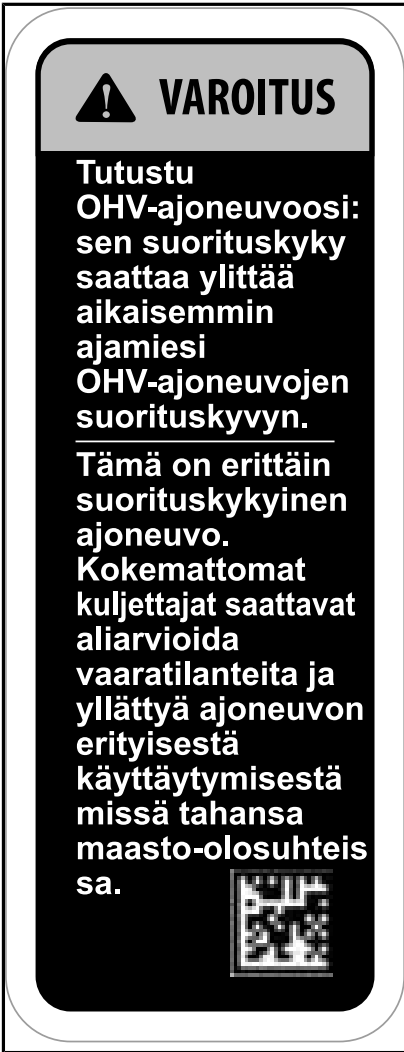 VAROITUS
Tutustu
OHV-ajoneuvoosi:
sen suorituskyky
saattaa ylittää
aikaisemmin
ajamiesi
OHV-ajoneuvojen
suorituskyvyn.
Tämä on erittäin
suorituskykyinen
ajoneuvo.
Kokemattomat
kuljettajat saattavat
aliarvioida
vaaratilanteita ja
yllättyä ajoneuvon
erityisestä
käyttäytymisestä
missä tahansa
maasto-olosuhteis
sa.